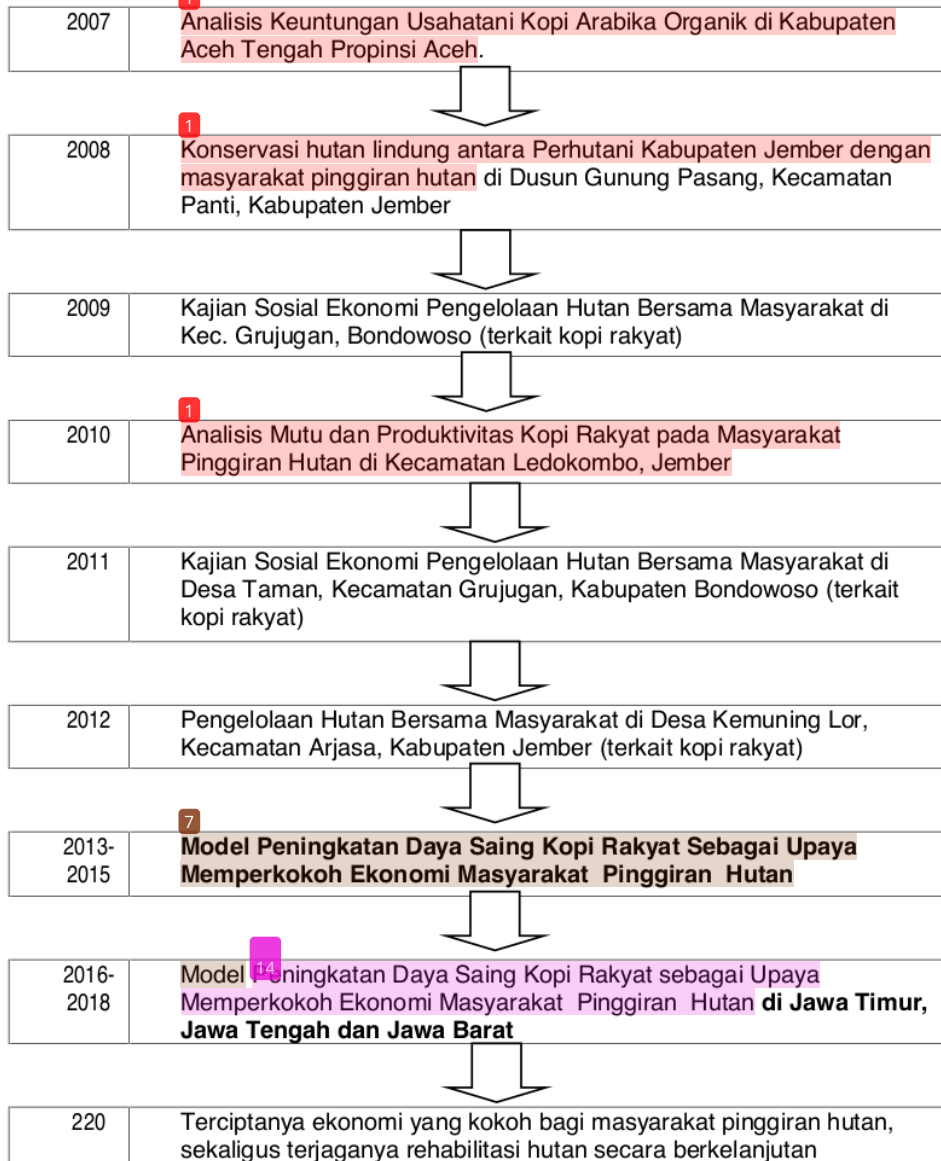 1
2007 Analisis Keuntungan Usahatani Kopi Arabika Organik di Kabupaten
Aceh Tengah Propinsi Aceh.
1
2008 Konservasi hutan lindung antara Perhutani Kabupaten Jember dengan
masyarakat pinggiran hutan di Dusun Gunung Pasang, Kecamatan
Panti, Kabupaten Jember
2009 Kajian Sosial Ekonomi Pengelolaan Hutan Bersama Masyarakat di
Kec. Grujugan, Bondowoso (terkait kopi rakyat)
1
2010 Analisis Mutu dan Produktivitas Kopi Rakyat pada Masyarakat
Pinggiran Hutan di Kecamatan Ledokombo, Jember
2011 Kajian Sosial Ekonomi Pengelolaan Hutan Bersama Masyarakat di
Desa Taman, Kecamatan Grujugan, Kabupaten Bondowoso (terkait
kopi rakyat)
2012 Pengelolaan Hutan Bersama Masyarakat di Desa Kemuning Lor,
Kecamatan Arjasa, Kabupaten Jember (terkait kopi rakyat)
7
2013- Model Peningkatan Daya Saing Kopi Rakyat Sebagai Upaya
2015 Memperkokoh Ekonomi Masyarakat Pinggiran Hutan
14
2016- Model Peningkatan Daya Saing Kopi Rakyat sebagai Upaya
2018 Memperkokoh Ekonomi Masyarakat Pinggiran Hutan di Jawa Timur,
Jawa Tengah dan Jawa Barat
220 Terciptanya ekonomi yang kokoh bagi masyarakat pinggiran hutan,
sekaligus terjaganya rehabilitasi hutan secara berkelanjutan